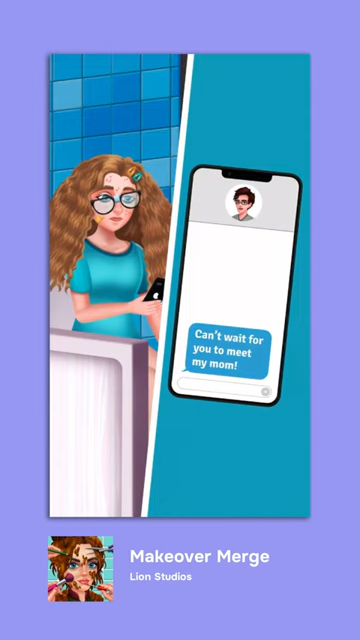 Can't wait for
you to meet
my mom!
Makeover Merge
Lion Studios